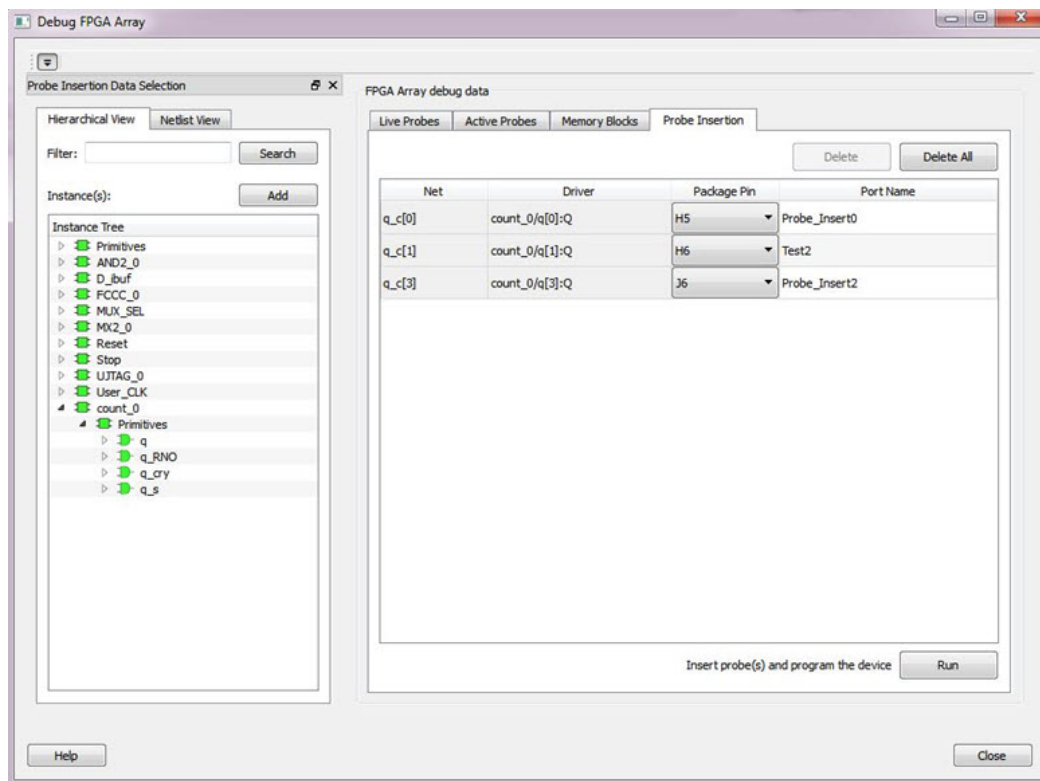 Debug FPGA Array
Probe Insertion Data Selection
Hierarchical View Netlist View
Filter: Search
Instance(s): Add
Instance Tree
Primitives
AND2_0
D_ibuf
FCCC_0
MUX_SEL
MX2_0
Reset
Stop
UJTAG_0
User_CLK
count_0
Primitives
q
q_RNO
q_cry
q_s
FPGA Array debug data
Live Probes Active Probes Memory Blocks Probe Insertion
Delete Delete All
Net Driver Package Pin Port Name
q_c[0] count_0/q[0]:Q H5 Probe_Insert0
q_c[1] count_0/q[1]:Q H6 Test2
q_c[3] count_0/q[3]:Q J6 Probe_Insert2
Insert probe(s) and program the device Run
Help Close